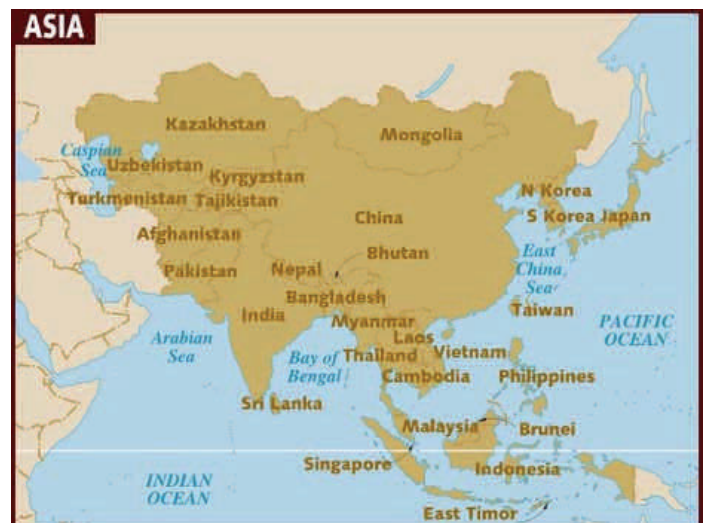 ASIA
Kazakhstan
Mongolia
Caspian
Sea
Uzbekistan
Kyrgyzstan
Turkmenistan
Tajikistan
N Korea
S Korea
Japan
China
Afghanistan
Bhutan
East
China
Sea
Pakistan
Nepal
Bangladesh
India
Taiwan
Myanmar
PACIFIC
OCEAN
Arabian
Sea
Laos
Bay of
Bengal
Thailand
Vietnam
Cambodia
Philippines
Sri Lanka
Malaysia
Brunei
Singapore
Indonesia
INDIAN
OCEAN
East Timor